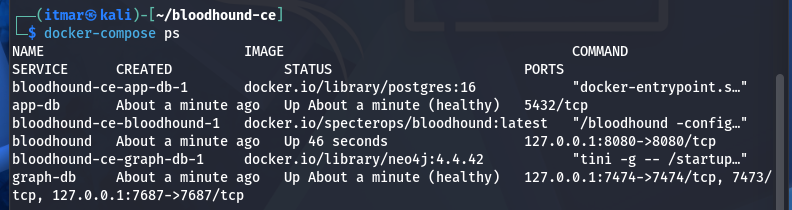 ┌──(itmar㉿kali)-[~/bloodhound-ce]
└─$ docker-compose ps
NAME                         IMAGE                                   COMMAND
SERVICE      CREATED              STATUS                        PORTS
bloodhound-ce-app-db-1       docker.io/library/postgres:16           "docker-entrypoint.s…"
app-db       About a minute ago   Up About a minute (healthy)   5432/tcp
bloodhound-ce-bloodhound-1   docker.io/specterops/bloodhound:latest   "/bloodhound -config…"
bloodhound   About a minute ago   Up 46 seconds                 127.0.0.1:8080->8080/tcp
bloodhound-ce-graph-db-1     docker.io/library/neo4j:4.4.42          "tini -g -- /startup…"
graph-db     About a minute ago   Up About a minute (healthy)   127.0.0.1:7474->7474/tcp, 7473/
tcp, 127.0.0.1:7687->7687/tcp